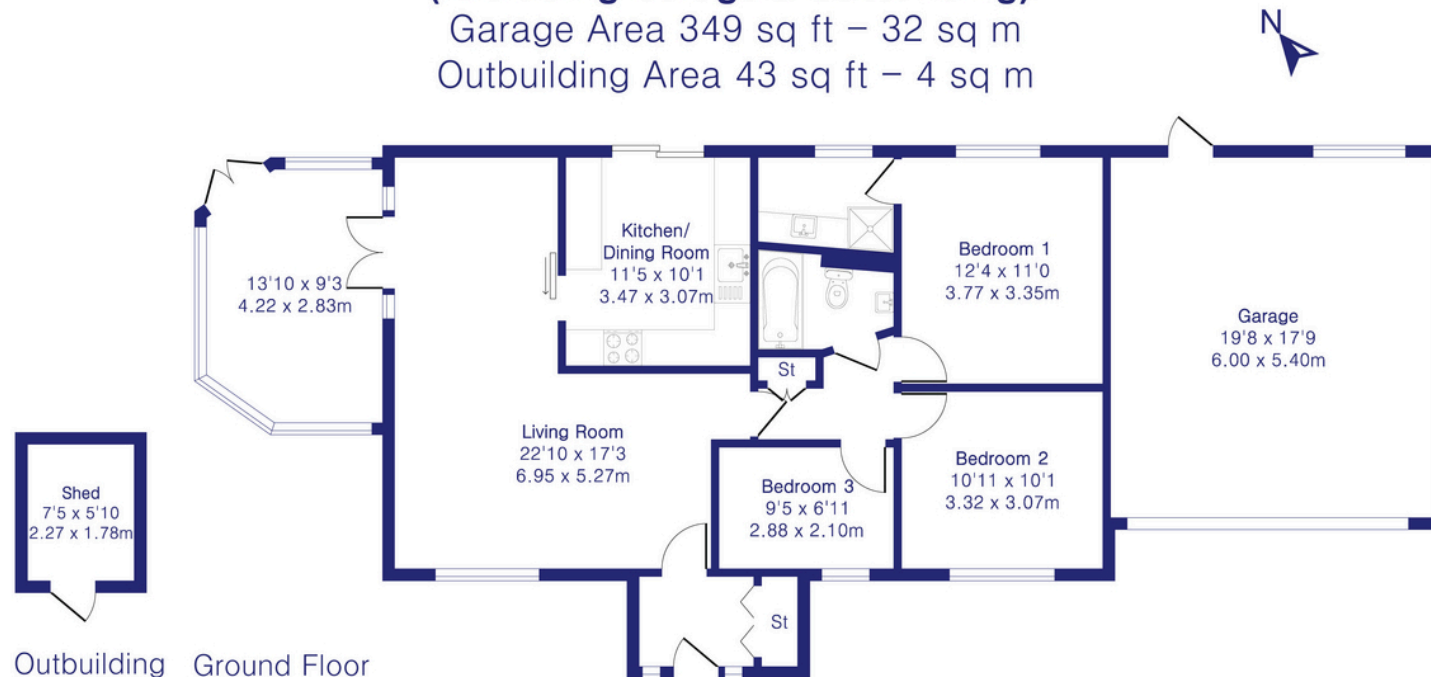 Garage Area 349 sq ft – 32 sq m
Outbuilding Area 43 sq ft – 4 sq m
N
Kitchen/
Dining Room
11'5 x 10'1
3.47 x 3.07m
Bedroom 1
12'4 x 11'0
3.77 x 3.35m
13'10 x 9'3
4.22 x 2.83m
Garage
19'8 x 17'9
6.00 x 5.40m
St
Living Room
22'10 x 17'3
6.95 x 5.27m
Bedroom 2
10'11 x 10'1
3.32 x 3.07m
Bedroom 3
9'5 x 6'11
2.88 x 2.10m
Shed
7'5 x 5'10
2.27 x 1.78m
St
Outbuilding
Ground Floor